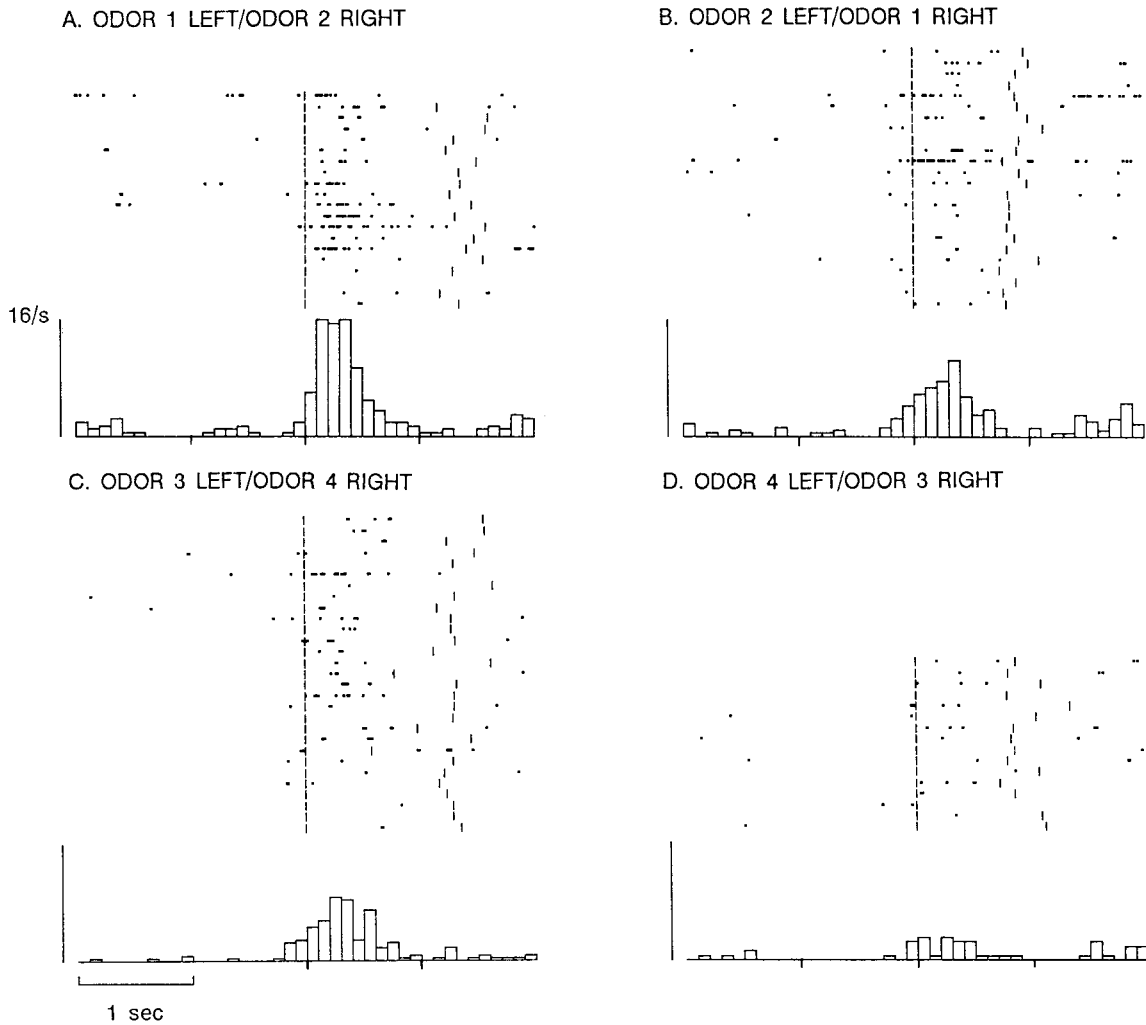 A. ODOR 1 LEFT/ODOR 2 RIGHT
B. ODOR 2 LEFT/ODOR 1 RIGHT
16/s
C. ODOR 3 LEFT/ODOR 4 RIGHT
D. ODOR 4 LEFT/ODOR 3 RIGHT
1 sec